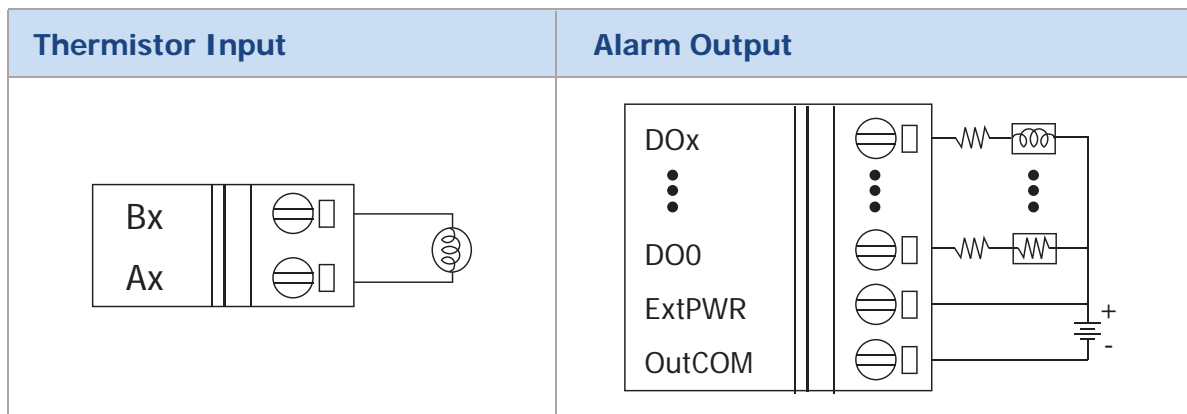 Thermistor Input
Alarm Output
Bx
Ax
DOx
DO0
ExtPWR
OutCOM
+
-